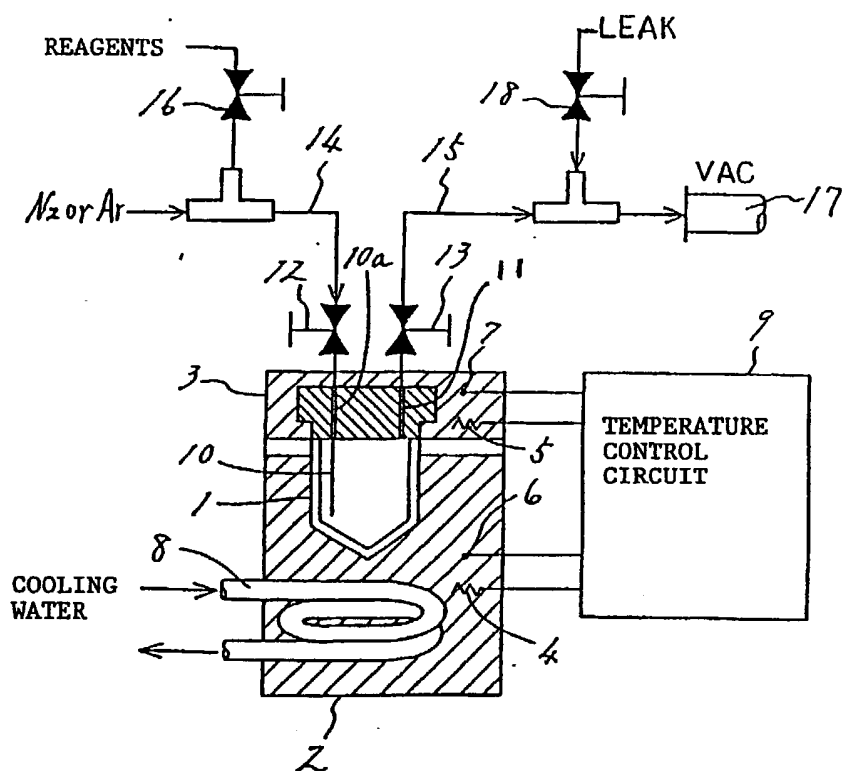 LEAK
REAGENTS
16
18
14
15
VAC
N2 or Ar
17
12
10a
13
11
3
7
9
TEMPERATURE
CONTROL
CIRCUIT
5
10
1
6
8
COOLING
WATER
4
2